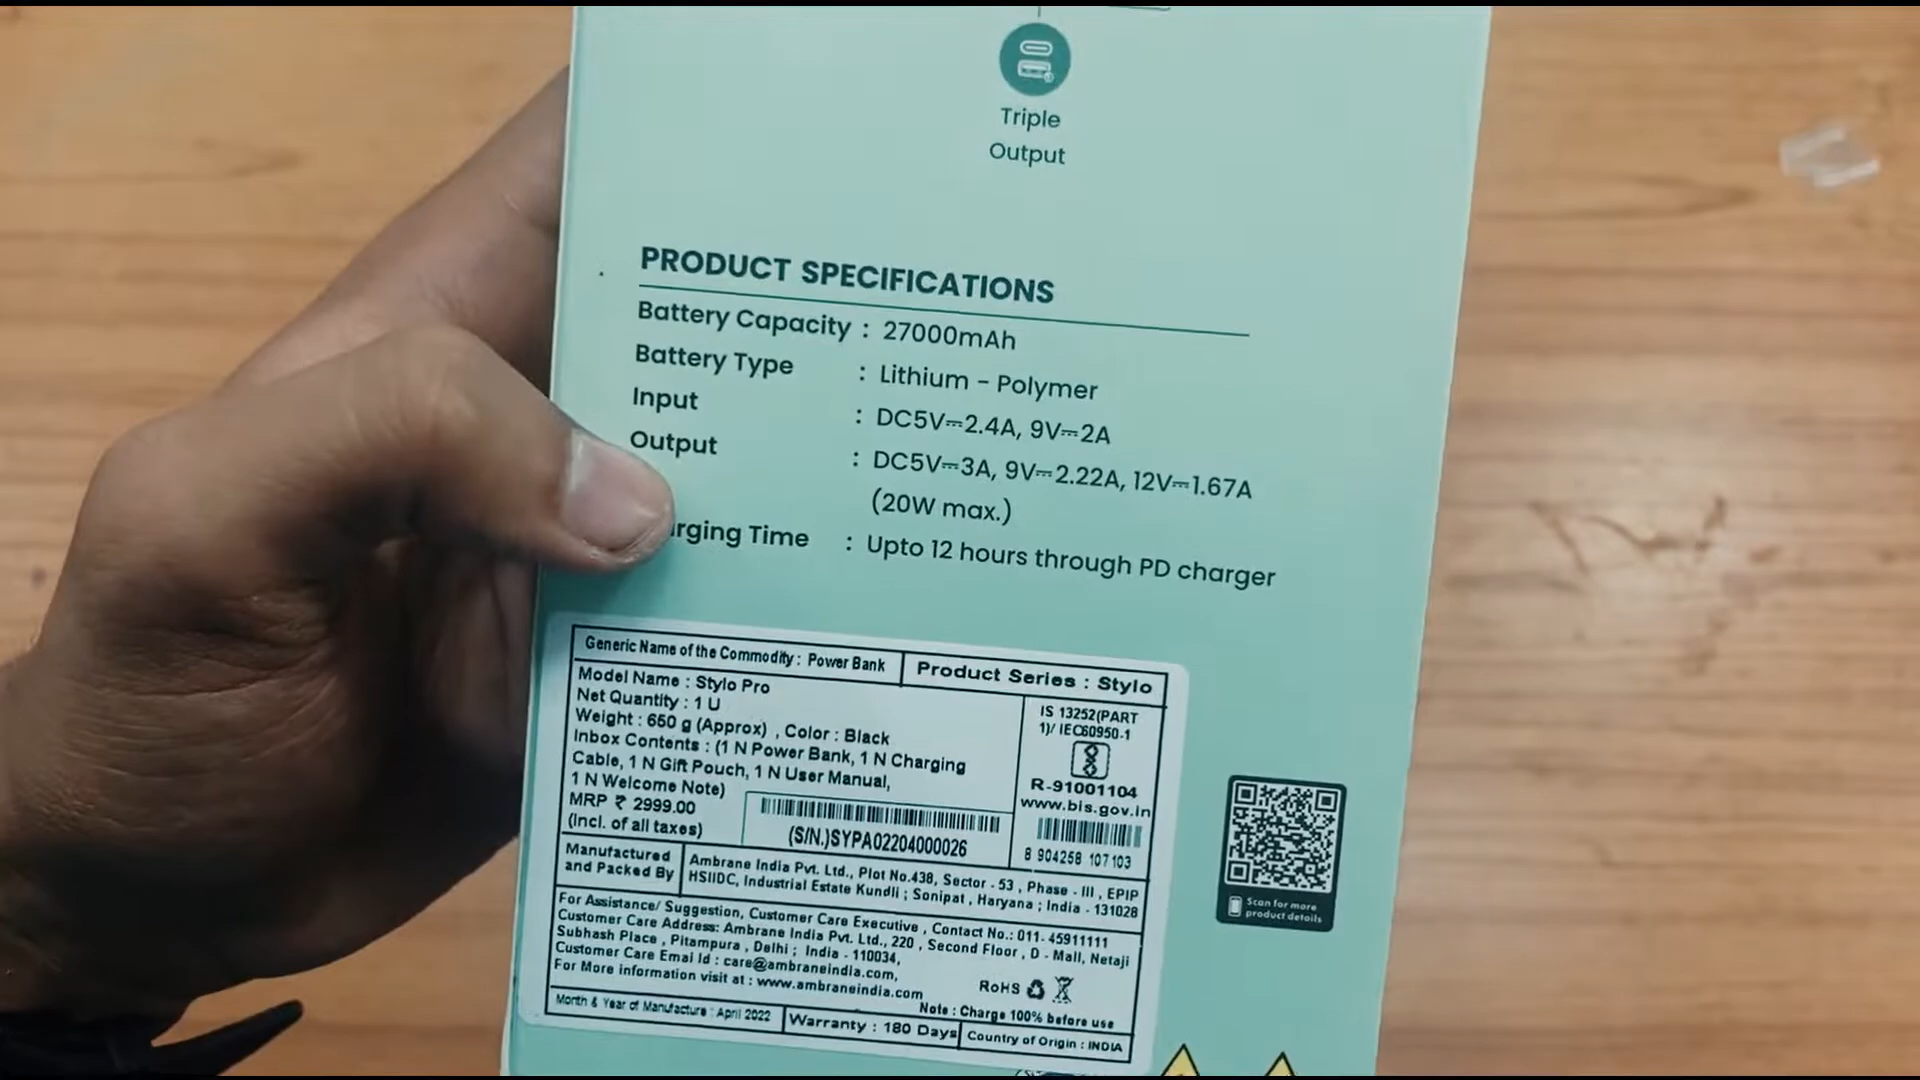 Triple
Output
PRODUCT SPECIFICATIONS
Battery Capacity : 27000mAh
Battery Type : Lithium - Polymer
Input : DC5V⎓2.4A, 9V⎓2A
Output : DC5V⎓3A, 9V⎓2.22A, 12V⎓1.67A
(20W max.)
rging Time : Upto 12 hours through PD charger
Generic Name of the Commodity : Power Bank
Product Series : Stylo
Model Name : Stylo Pro
Net Quantity : 1 U
Weight : 650 g (Approx) , Color : Black
Inbox Contents : (1 N Power Bank, 1 N Charging
Cable, 1 N Gift Pouch, 1 N User Manual,
1 N Welcome Note)
MRP ₹ 2999.00
(Incl. of all taxes)
(S/N.)SYPA02204000026
IS 13252(PART
1)/ IEC60950-1
R-91001104
www.bis.gov.in
8 904258 107103
Manufactured
and Packed By
Ambrane India Pvt. Ltd., Plot No.438, Sector - 53 , Phase - III , EPIP
HSIIDC, Industrial Estate Kundli ; Sonipat , Haryana ; India - 131028
For Assistance/ Suggestion, Customer Care Executive , Contact No.: 011- 45911111
Customer Care Address: Ambrane India Pvt. Ltd., 220 , Second Floor , D - Mall, Netaji
Subhash Place , Pitampura , Delhi ; India - 110034,
Customer Care Emai Id : care@ambraneindia.com,
For More information visit at : www.ambraneindia.com
RoHS
Note : Charge 100% before use
Month & Year of Manufacture : April 2022
Warranty : 180 Days
Country of Origin : INDIA
Scan for more
product details